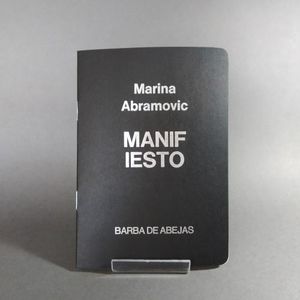 Marina
Abramovic
MANIF
IESTO
BARBA DE ABEJAS